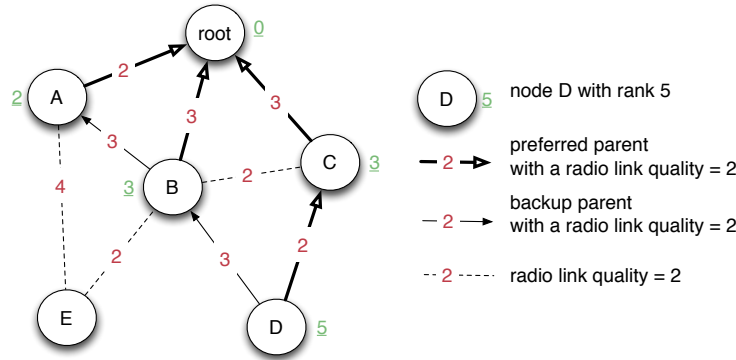 root
0
2
A
2
3
3
3
B
3
2
C
3
4
2
3
2
E
D
5
D
5
node D with rank 5
2
preferred parent
with a radio link quality = 2
2
backup parent
with a radio link quality = 2
2
radio link quality = 2